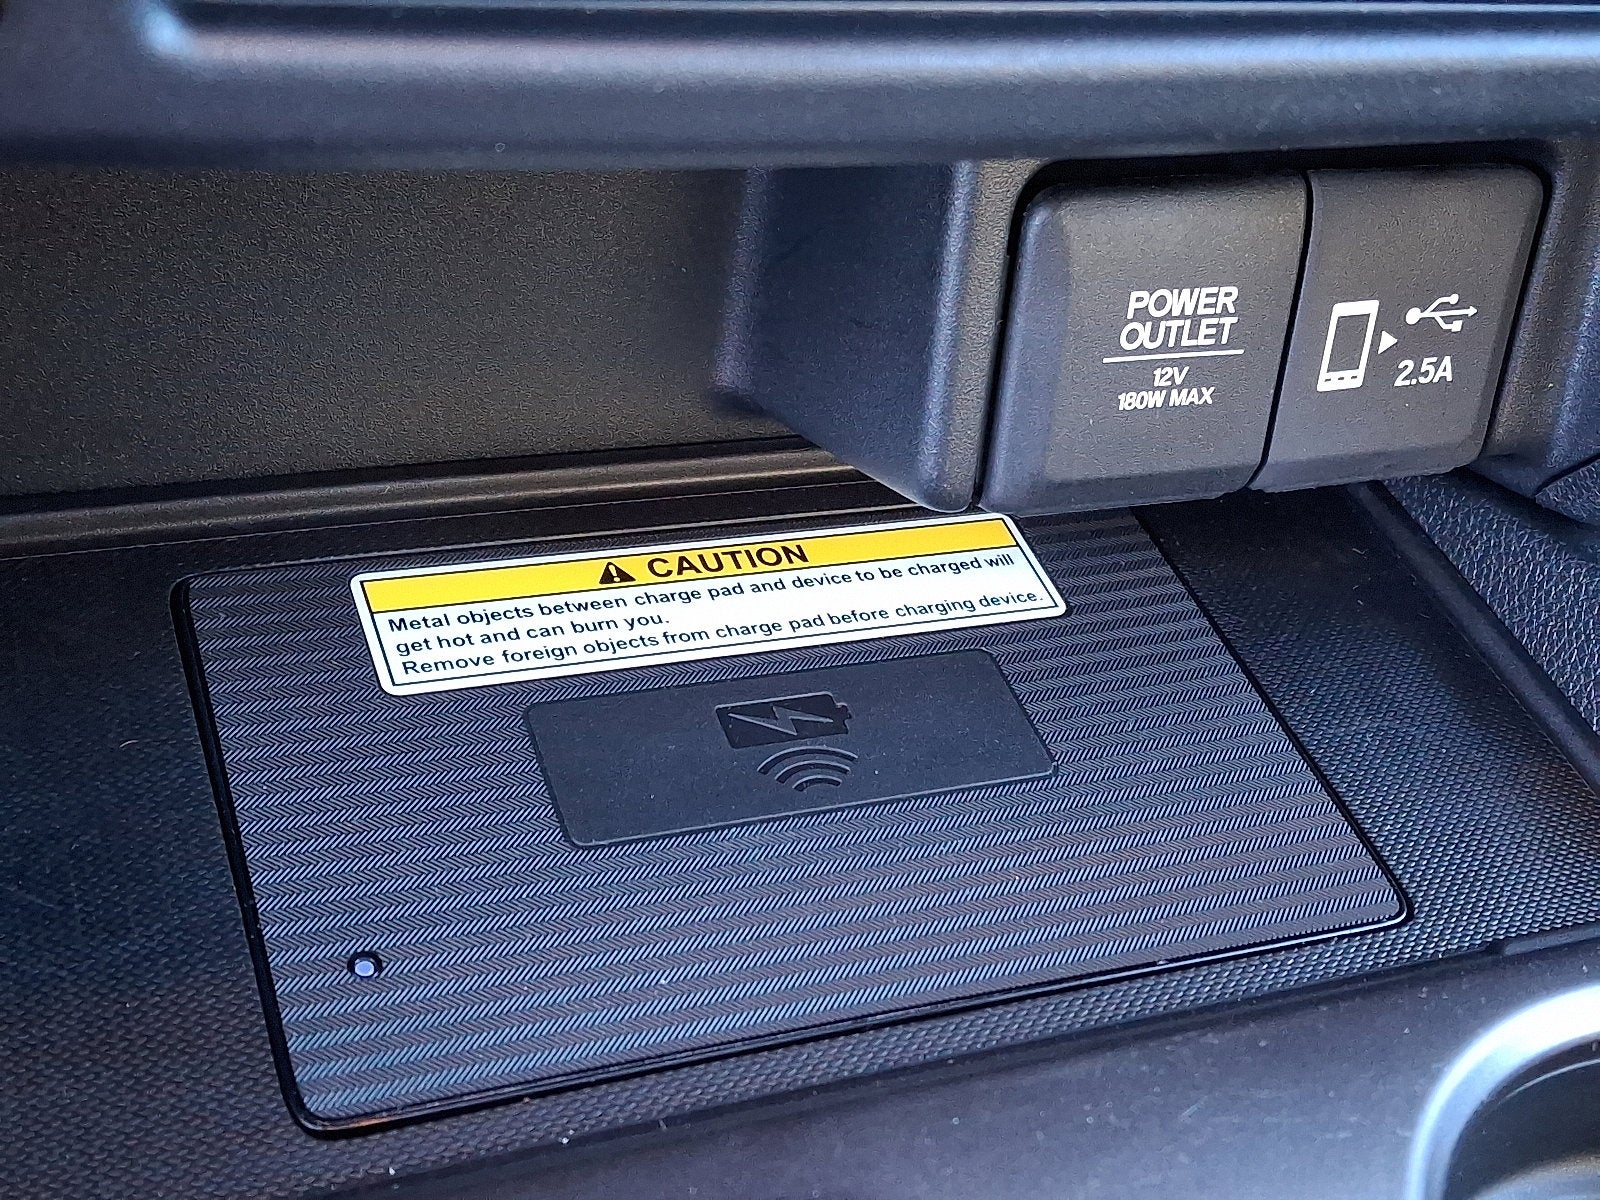 POWER
OUTLET
12V
180W MAX
2.5A
CAUTION
Metal objects between charge pad and device to be charged will
get hot and can burn you.
Remove foreign objects from charge pad before charging device.